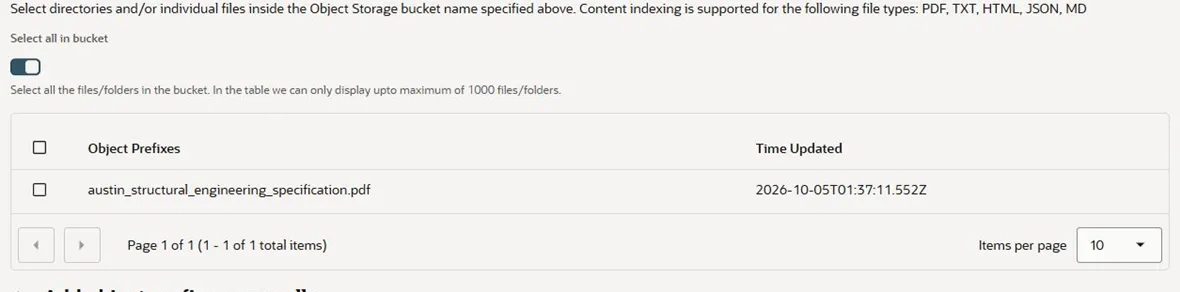 Select directories and/or individual files inside the Object Storage bucket name specified above. Content indexing is supported for the following file types: PDF, TXT, HTML, JSON, MD
Select all in bucket
Select all the files/folders in the bucket. In the table we can only display upto maximum of 1000 files/folders.
Object Prefixes Time Updated
austin_structural_engineering_specification.pdf 2026-10-05T01:37:11.552Z
Page 1 of 1 (1 - 1 of 1 total items) Items per page 10